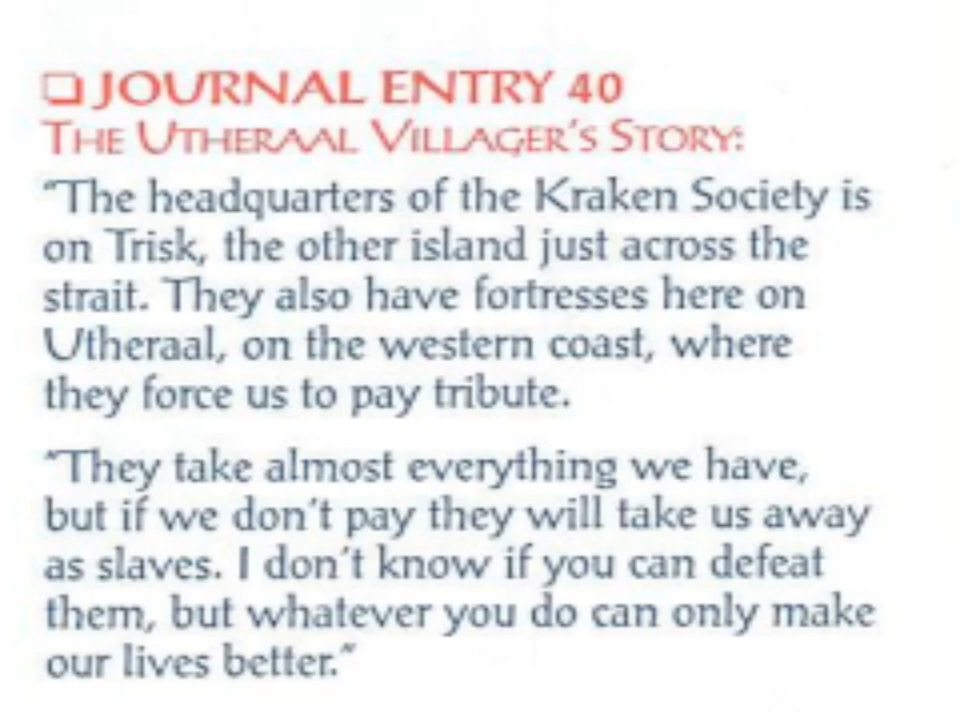 ❏ JOURNAL ENTRY 40
THE UTHERAAL VILLAGER'S STORY:
"The headquarters of the Kraken Society is
on Trisk, the other island just across the
strait. They also have fortresses here on
Utheraal, on the western coast, where
they force us to pay tribute.
"They take almost everything we have,
but if we don't pay they will take us away
as slaves. I don't know if you can defeat
them, but whatever you do can only make
our lives better."